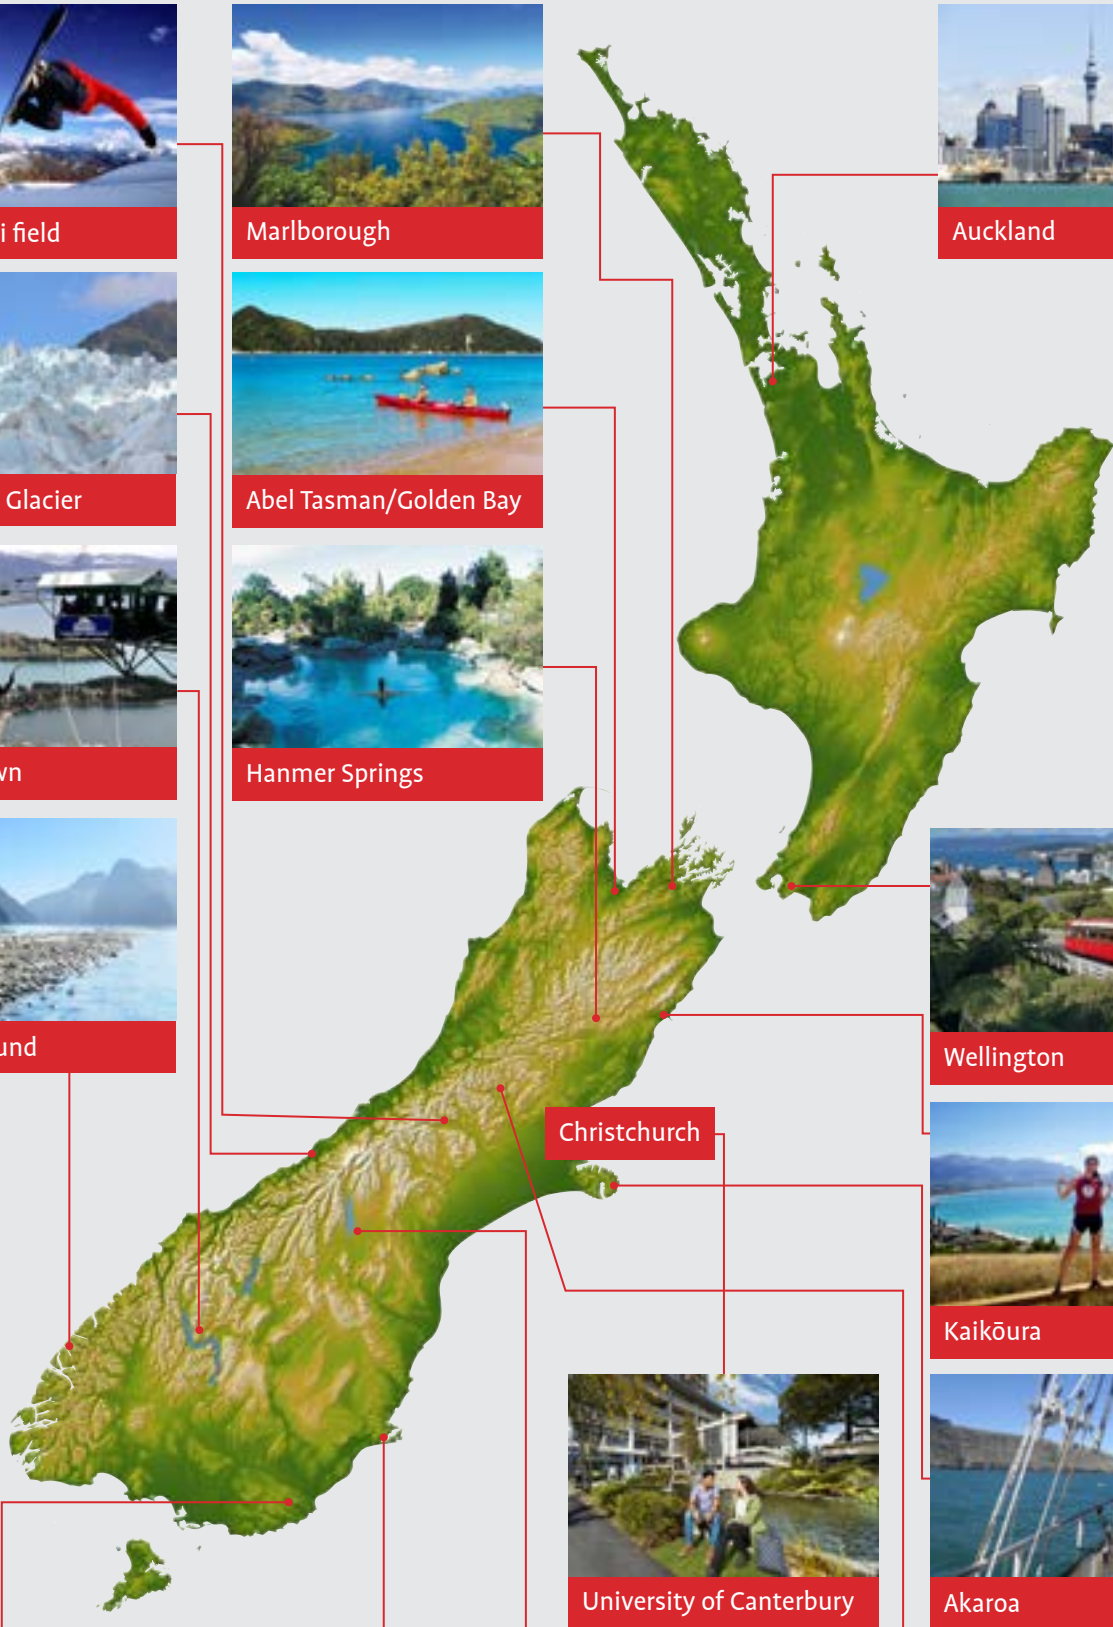 i field
Marlborough
Auckland
Glacier
Abel Tasman/Golden Bay
wn
Hanmer Springs
und
Wellington
Christchurch
Kaikōura
University of Canterbury
Akaroa